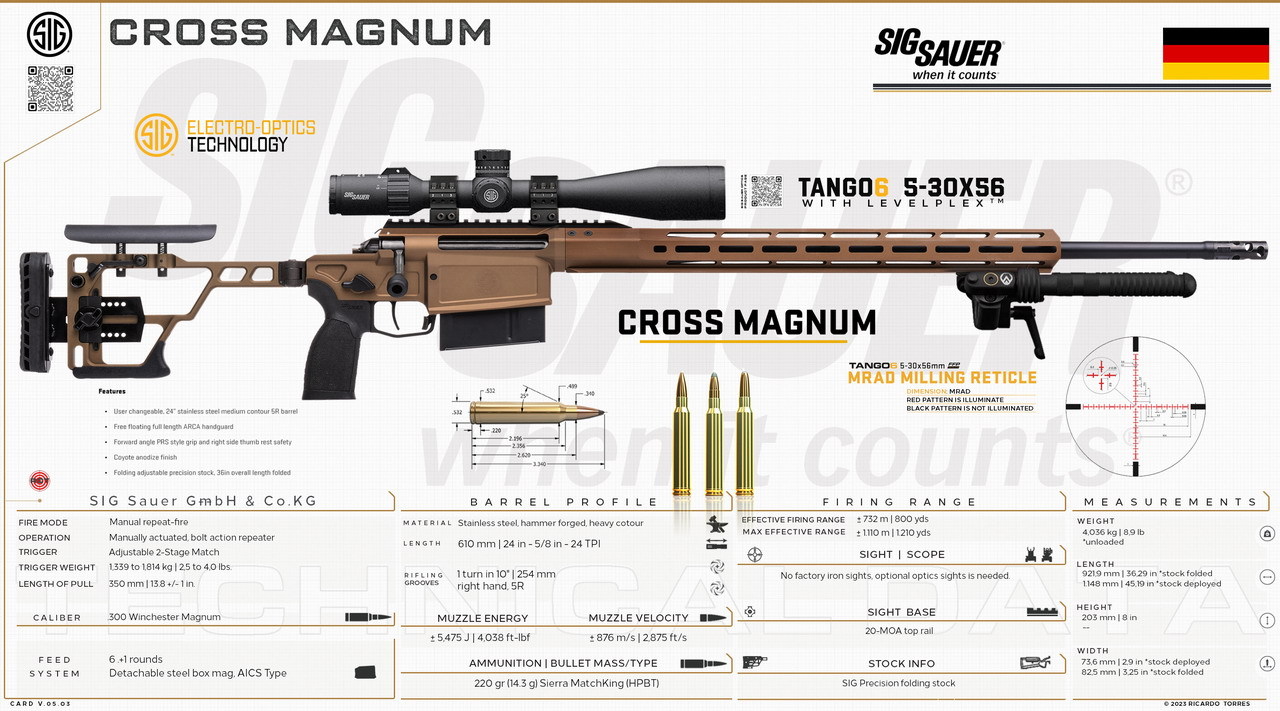 SIG
CROSS MAGNUM
SIG SAUER
when it counts
SIG
ELECTRO-OPTICS
TECHNOLOGY
SIG SAUER®
when it counts®
SIG SAUER
TANGO6 5-30X56
WITH LEVELPLEX™
CROSS MAGNUM
TANGO6 5-30x56mm
MRAD MILLING RETICLE
DIMENSION: MRAD
RED PATTERN IS ILLUMINATE
BLACK PATTERN IS NOT ILLUMINATED
.532
.532
25°
.489
.340
.220
2.196
2.356
2.620
3.340
Features
• User changeable, 24" stainless steel medium contour 5R barrel
• Free floating full length ARCA handguard
• Forward angle PRS style grip and right side thumb rest safety
• Coyote anodize finish
• Folding adjustable precision stock, 36in overall length folded
SIG Sauer GmbH & Co.KG
FIRE MODE Manual repeat-fire
OPERATION Manually actuated, bolt action repeater
TRIGGER Adjustable 2-Stage Match
TRIGGER WEIGHT 1,339 to 1.814 kg | 2,5 to 4.0 lbs.
LENGTH OF PULL 350 mm | 13.8 +/- 1 in.
CALIBER .300 Winchester Magnum
FEED SYSTEM 6 +1 rounds
Detachable steel box mag, AICS Type
BARREL PROFILE
MATERIAL Stainless steel, hammer forged, heavy cotour
LENGTH 610 mm | 24 in - 5/8 in - 24 TPI
RIFLING GROOVES 1 turn in 10" | 254 mm
right hand, 5R
MUZZLE ENERGY MUZZLE VELOCITY
± 5,475 J | 4,038 ft-lbf ± 876 m/s | 2,875 ft/s
AMMUNITION | BULLET MASS/TYPE
220 gr (14.3 g) Sierra MatchKing (HPBT)
FIRING RANGE
EFFECTIVE FIRING RANGE ± 732 m | 800 yds
MAX EFFECTIVE RANGE ± 1.110 m | 1,210 yds
SIGHT | SCOPE
No factory iron sights, optional optics sights is needed.
SIGHT BASE
20-MOA top rail
STOCK INFO
SIG Precision folding stock
MEASUREMENTS
WEIGHT
4,036 kg | 8,9 lb
*unloaded
LENGTH
921,9 mm | 36,29 in *stock folded
1.148 mm | 45,19 in *stock deployed
HEIGHT
203 mm | 8 in
--
WIDTH
73,6 mm | 2,9 in *stock deployed
82,5 mm | 3,25 in *stock folded
TECHNICAL DATA
CARD V.05.03
© 2023 RICARDO TORRES